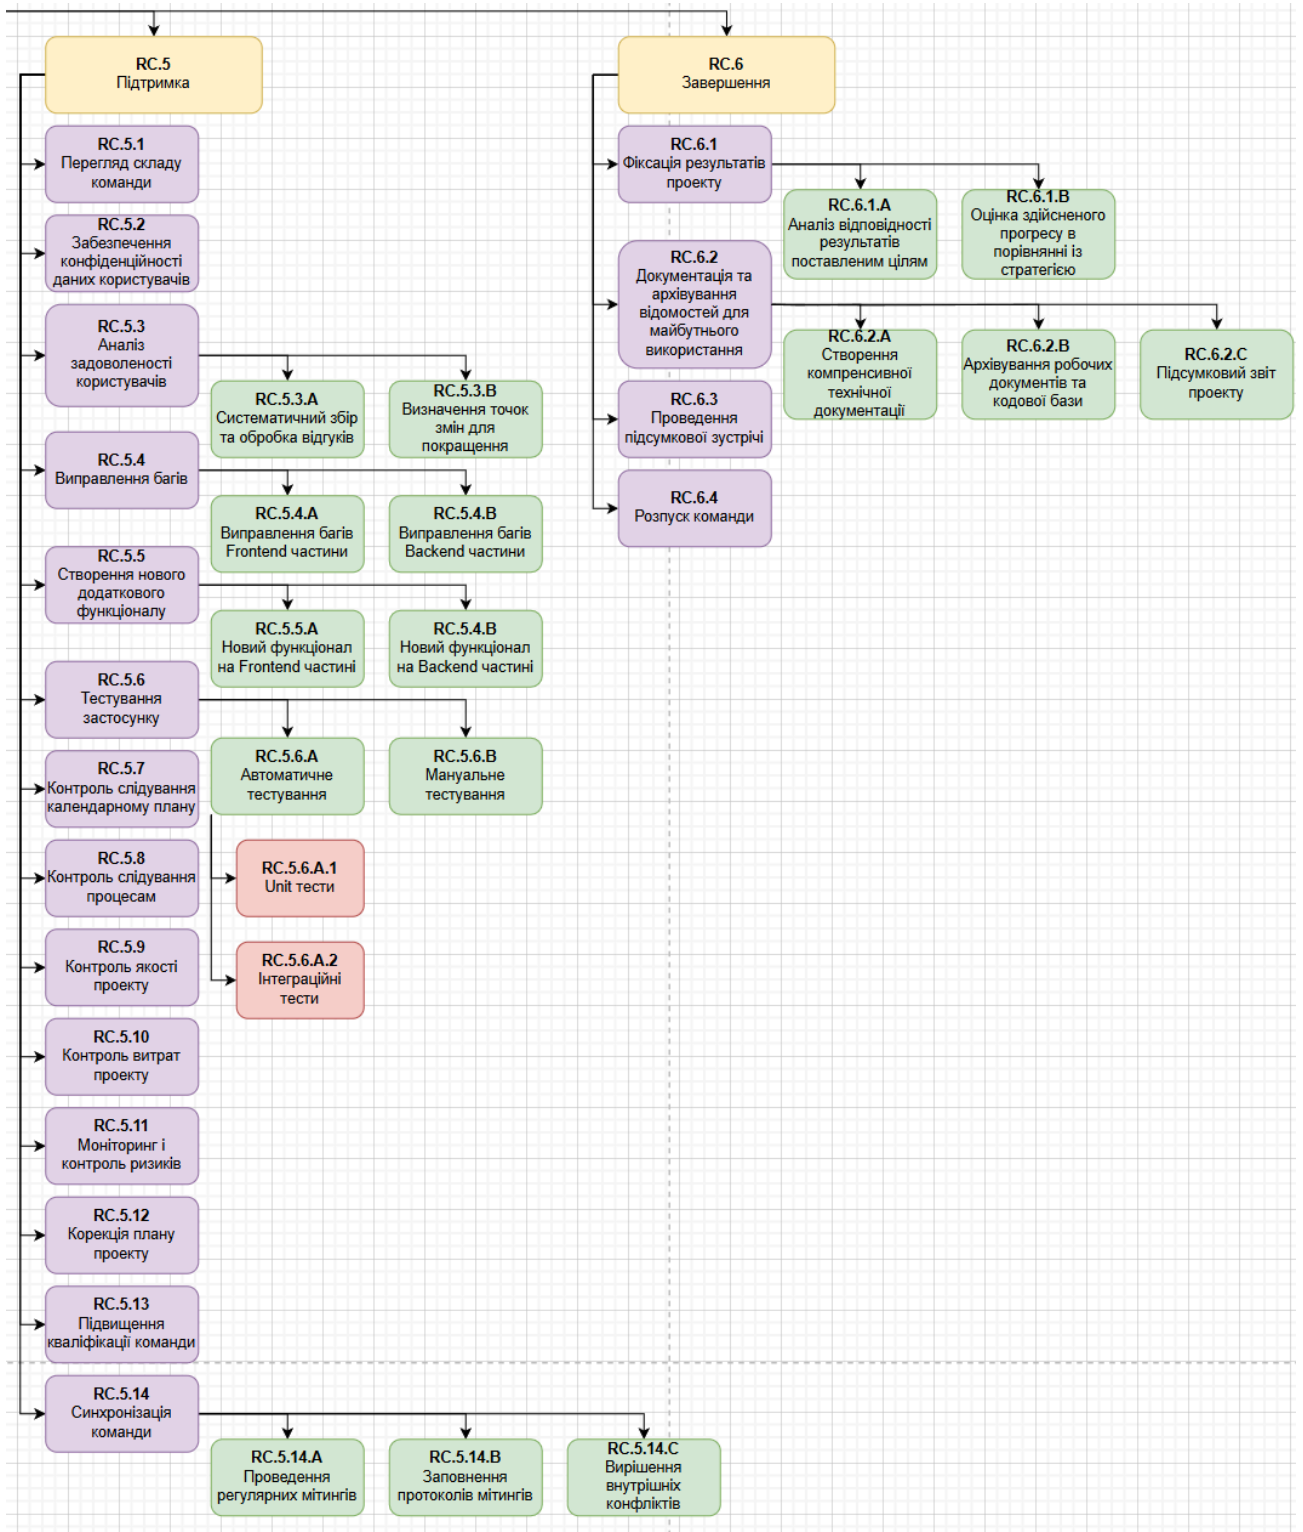 RC.5
Підтримка
RC.5.1
Перегляд складу
команди
RC.5.2
Забезпечення
конфіденційності
даних користувачів
RC.5.3
Аналіз
задоволеності
користувачів
RC.5.3.A
Систематичний збір
та обробка відгуків
RC.5.3.B
Визначення точок
змін для
покращення
RC.5.4
Виправлення багів
RC.5.4.A
Виправлення багів
Frontend частини
RC.5.4.B
Виправлення багів
Backend частини
RC.5.5
Створення нового
додаткового
функціоналу
RC.5.5.A
Новий функціонал
на Frontend частині
RC.5.4.B
Новий функціонал
на Backend частині
RC.5.6
Тестування
застосунку
RC.5.6.A
Автоматичне
тестування
RC.5.6.B
Мануальне
тестування
RC.5.6.A.1
Unit тести
RC.5.6.A.2
Інтеграційні
тести
RC.5.7
Контроль слідування
календарному плану
RC.5.8
Контроль слідування
процесам
RC.5.9
Контроль якості
проекту
RC.5.10
Контроль витрат
проекту
RC.5.11
Моніторинг і
контроль ризиків
RC.5.12
Корекція плану
проекту
RC.5.13
Підвищення
кваліфікації команди
RC.5.14
Синхронізація
команди
RC.5.14.A
Проведення
регулярних мітингів
RC.5.14.B
Заповнення
протоколів мітингів
RC.5.14.C
Вирішення
внутрішніх
конфліктів
RC.6
Завершення
RC.6.1
Фіксація результатів
проекту
RC.6.1.A
Аналіз відповідності
результатів
поставленим цілям
RC.6.1.B
Оцінка здійсненого
прогресу в
порівнянні із
стратегією
RC.6.2
Документація та
архівування
відомостей для
майбутнього
використання
RC.6.2.A
Створення
компренсивної
технічної
документації
RC.6.2.B
Архівування робочих
документів та
кодової бази
RC.6.2.C
Підсумковий звіт
проекту
RC.6.3
Проведення
підсумкової зустрічі
RC.6.4
Розпуск команди